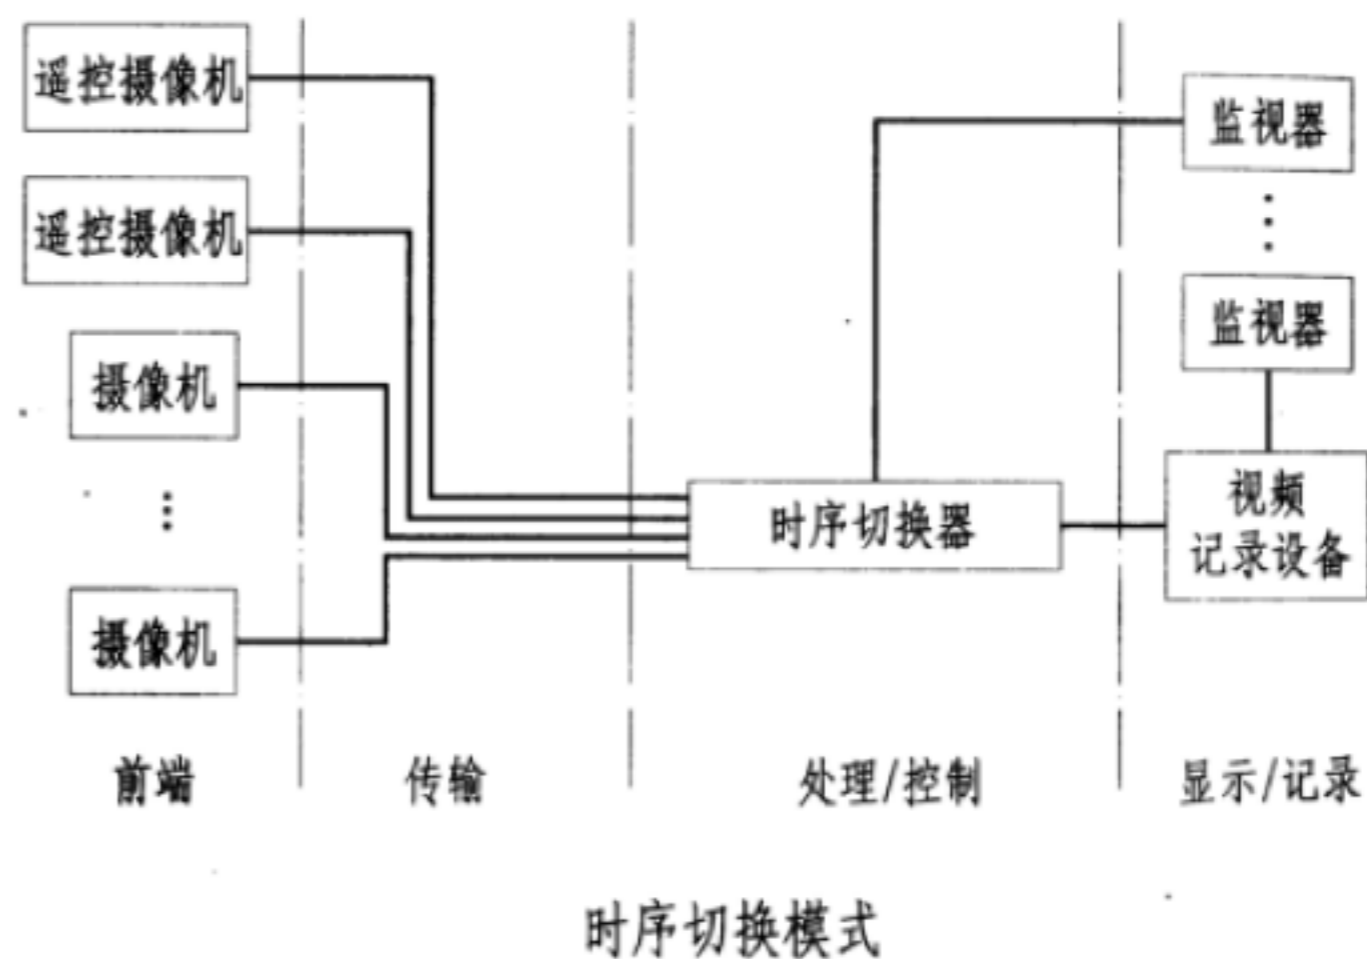 遥控摄像机
遥控摄像机
摄像机
⋮
摄像机
时序切换器
监视器
⋮
监视器
视频
记录设备
前端
传输
处理/控制
显示/记录
时序切换模式